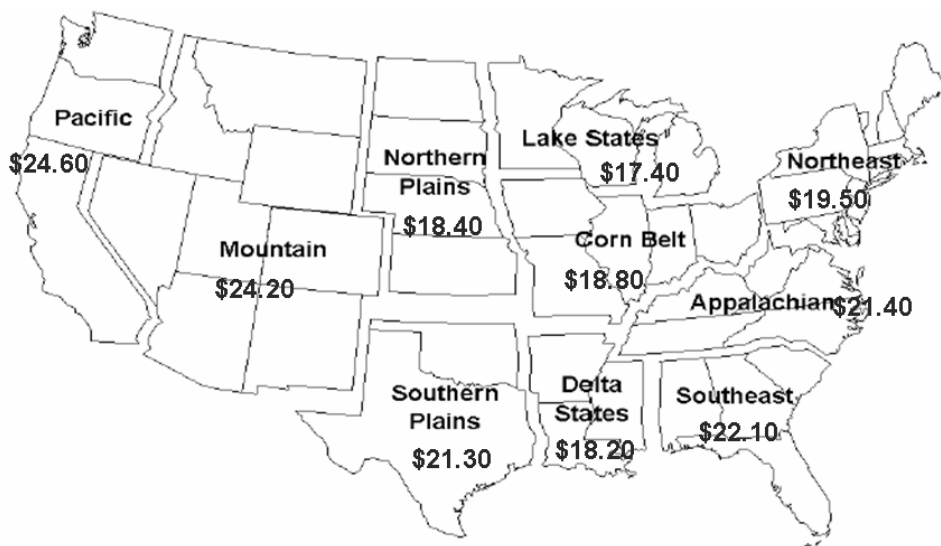 Pacific
$24.60
Mountain
$24.20
Northern
Plains
$18.40
Lake States
$17.40
Corn Belt
$18.80
Northeast
$19.50
Appalachian $21.40
Southern
Plains
$21.30
Delta
States
$18.20
Southeast
$22.10